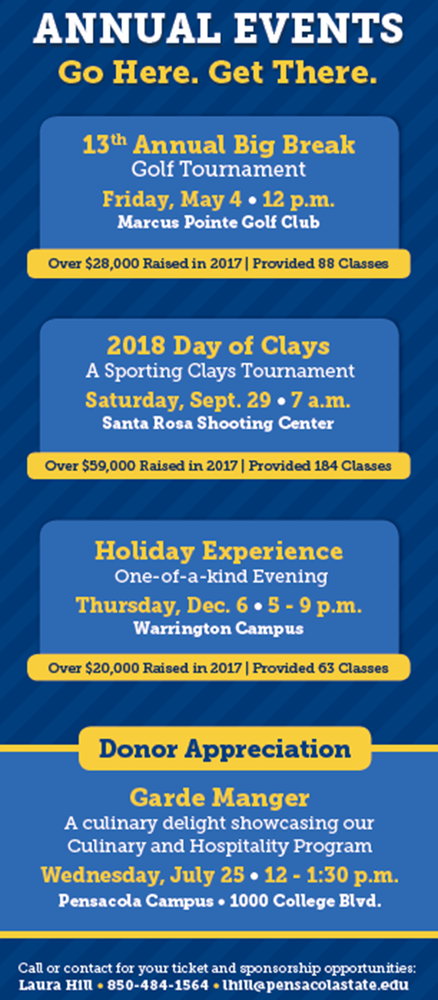 ANNUAL EVENTS
Go Here. Get There.
13th Annual Big Break
Golf Tournament
Friday, May 4 • 12 p.m.
Marcus Pointe Golf Club
Over $28,000 Raised in 2017 | Provided 88 Classes
2018 Day of Clays
A Sporting Clays Tournament
Saturday, Sept. 29 • 7 a.m.
Santa Rosa Shooting Center
Over $59,000 Raised in 2017 | Provided 184 Classes
Holiday Experience
One-of-a-kind Evening
Thursday, Dec. 6 • 5 - 9 p.m.
Warrington Campus
Over $20,000 Raised in 2017 | Provided 63 Classes
Donor Appreciation
Garde Manger
A culinary delight showcasing our
Culinary and Hospitality Program
Wednesday, July 25 • 12 - 1:30 p.m.
Pensacola Campus • 1000 College Blvd.
Call or contact for your ticket and sponsorship opportunities:
Laura Hill • 850-484-1564 • lhill@pensacolastate.edu